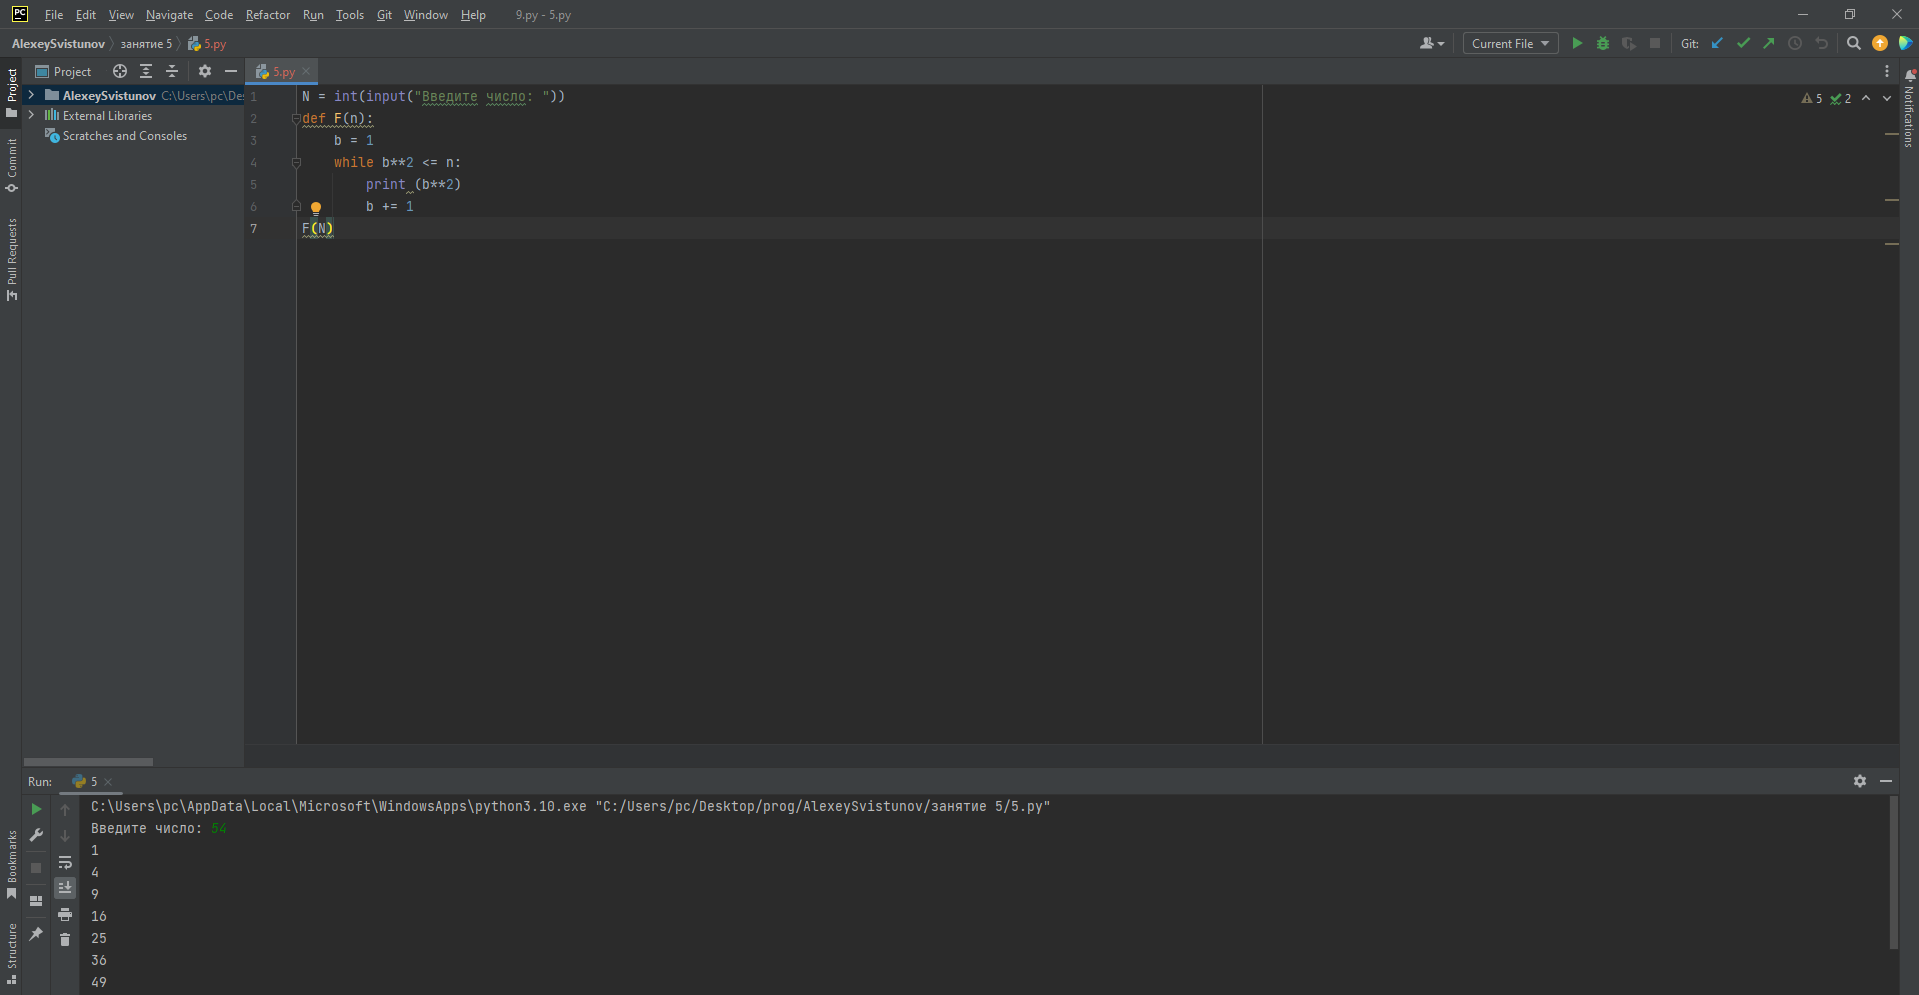 PC File Edit View Navigate Code Refactor Run Tools Git Window Help 9.py - 5.py
AlexeySvistunov занятие 5 5.py Current File Git:
Project 5.py
AlexeySvistunov C:\Users\pc\Des
External Libraries
Scratches and Consoles
Project
Commit
Pull Requests
Bookmarks
Structure
Notifications
5 2
1 N = int(input("Введите число: "))
2 def F(n):
3 b = 1
4 while b**2 <= n:
5 print (b**2)
6 b += 1
7 F(N)
Run: 5
C:\Users\pc\AppData\Local\Microsoft\WindowsApps\python3.10.exe "C:/Users/pc/Desktop/prog/AlexeySvistunov/занятие 5/5.py"
Введите число: 54
1
4
9
16
25
36
49